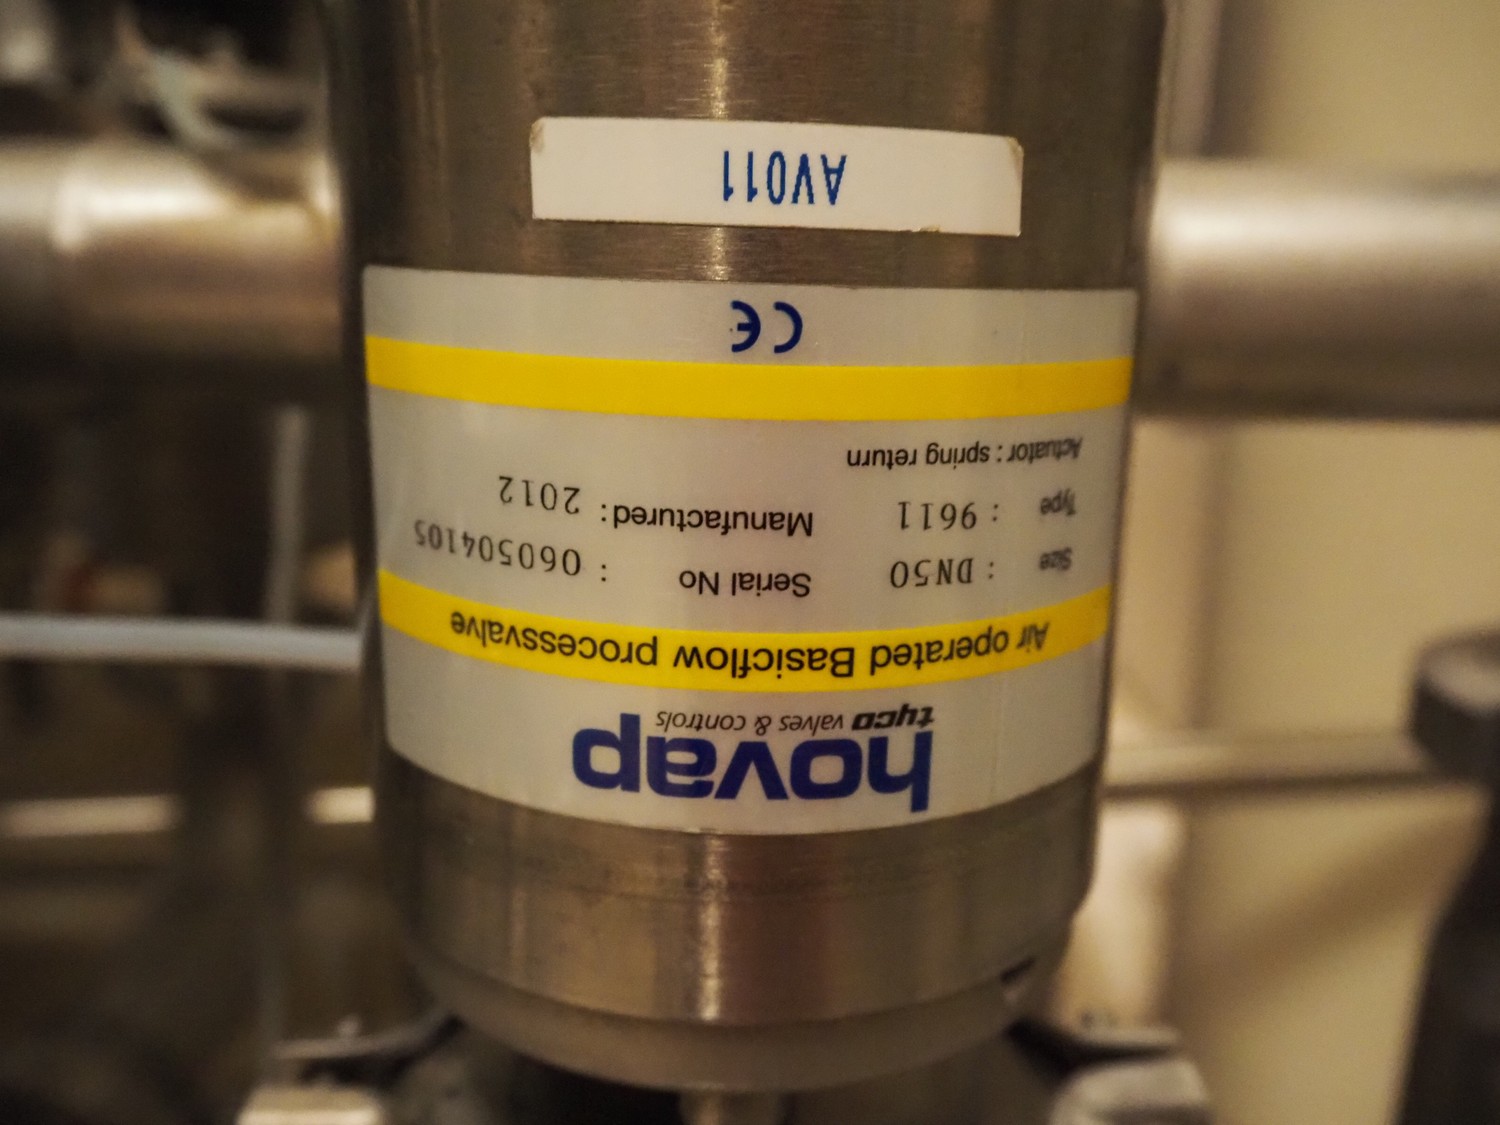 hovap
tyco valves & controls
Air operated Basicflow processvalve
Size : DN50 Serial No : 060504105
Type : 9611 Manufactured : 2012
Actuator : spring return
CE
AV011